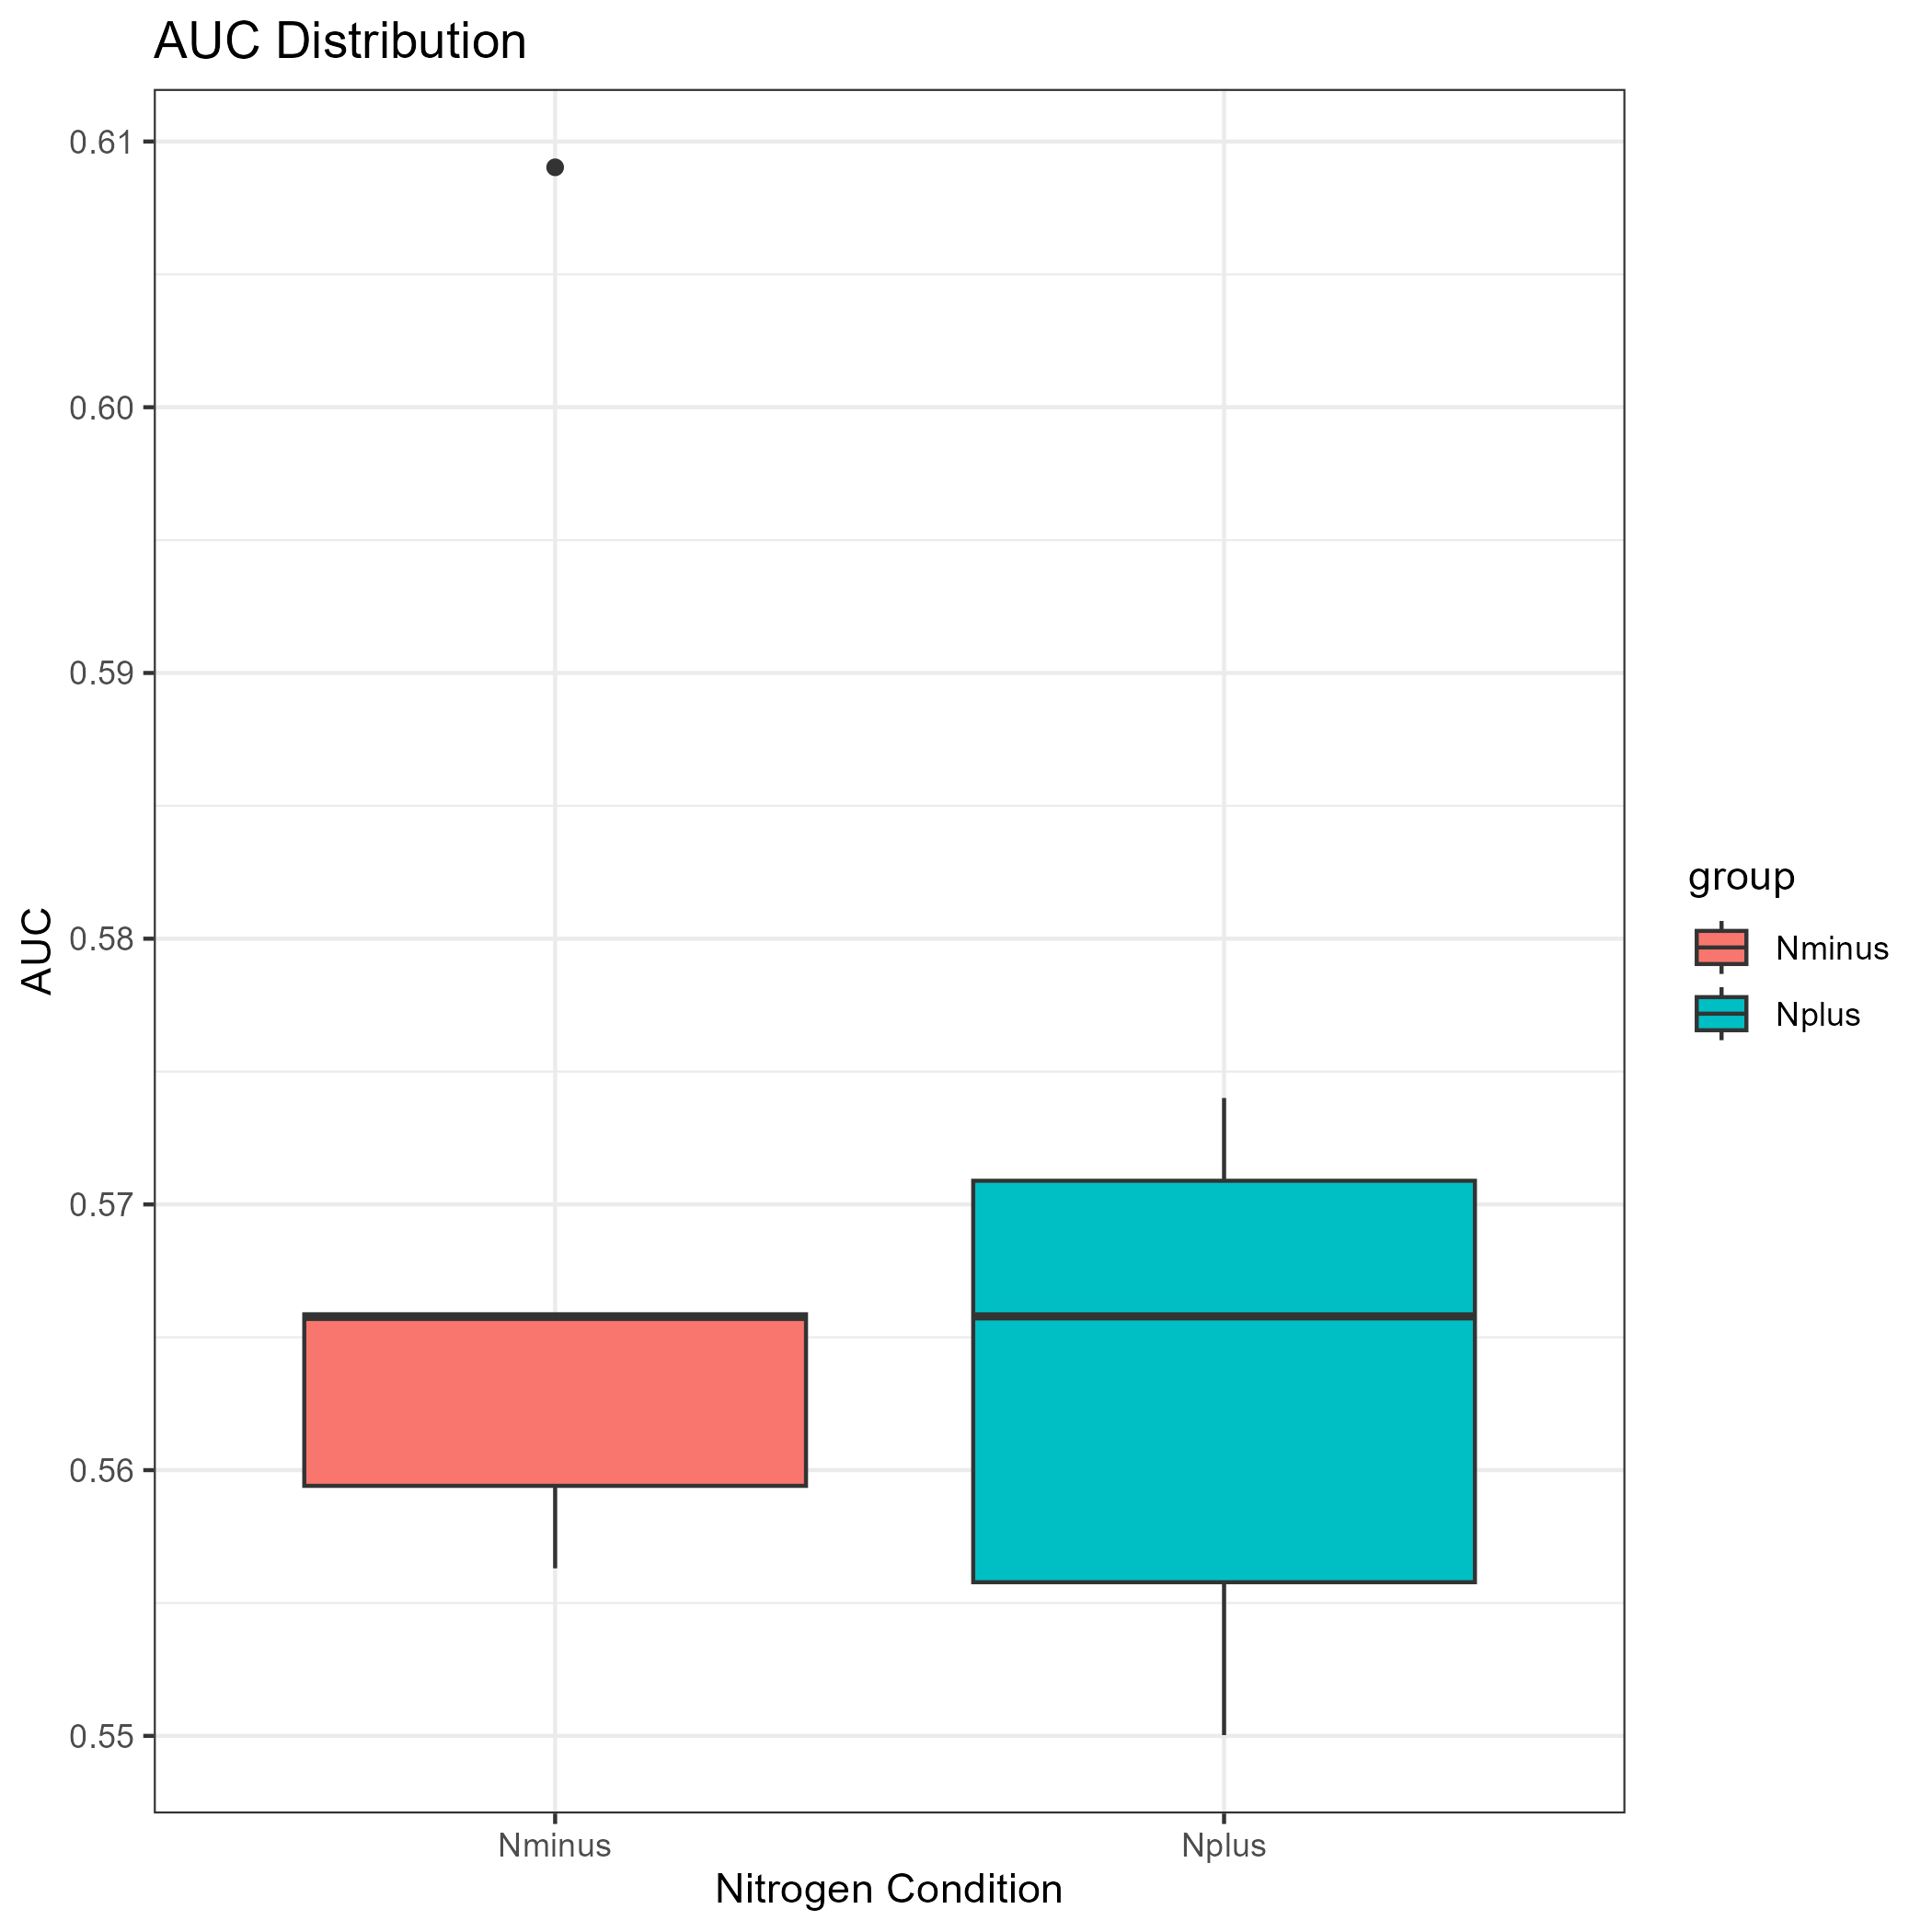 AUC Distribution
0.61
0.60
0.59
0.58
0.57
0.56
0.55
AUC
Nminus
Nplus
Nitrogen Condition
group
Nminus
Nplus